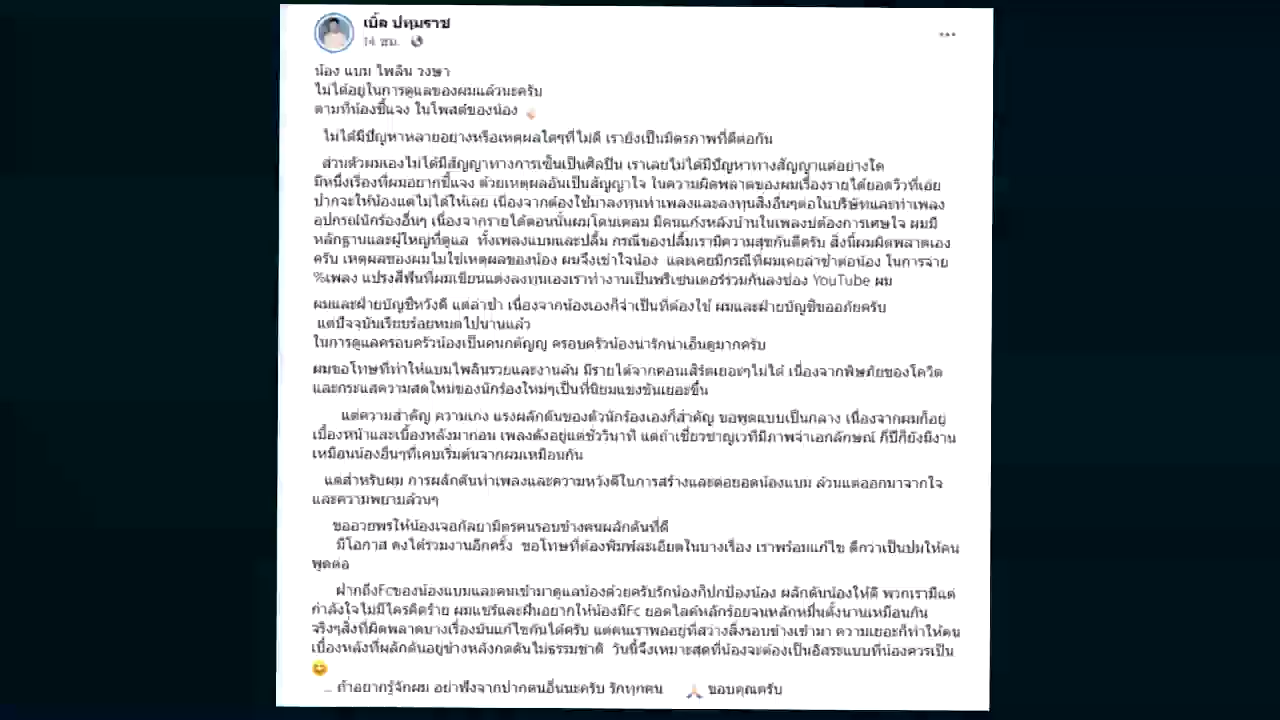 เบิ้ล ปทุมราช
14 ชม.
น้อง แบม ไพลิน วงษา
ไม่ได้อยู่ในการดูแลของผมแล้วนะครับ
ตามที่น้องชี้แจง ในโพสต์ของน้อง
ไม่ได้มีปัญหาหลายอย่างหรือเหตุผลใดๆที่ไม่ดี เรายังเป็นมิตรภาพที่ดีต่อกัน
ส่วนตัวผมเองไม่ได้มีสัญญาทางการเซ็นเป็นศิลปิน เราเลยไม่ได้มีปัญหาทางสัญญาแต่อย่างใด
มีหนึ่งเรื่องที่ผมอยากชี้แจง ด้วยเหตุผลอันเป็นสัญญาใจ ในความผิดพลาดของผมเรื่องรายได้ยอดวิวที่เอ่ย
ปากจะให้น้องแต่ไม่ได้ให้เลย เนื่องจากต้องใช้มาลงทุนทำเพลงและลงทุนสิ่งอื่นๆต่อในบริษัทและทำเพลง
อุปกรณ์นักร้องอื่นๆ เนื่องจากรายได้ตอนนั้นผมโดนเคลม มีคนแก่งหลังบ้านในเพลงบ่ต้องการเศษใจ ผมมี
หลักฐานและผู้ใหญ่ที่ดูแล ทั้งเพลงแบมและปลื้ม กรณีของปลื้มเรามีความสุขกันดีครับ สิ่งนี้ผมผิดพลาดเอง
ครับ เหตุผลของผมไม่ใช่เหตุผลของน้อง ผมจึงเข้าใจน้อง และเคยมีกรณีที่ผมเคยล่าช้าต่อน้อง ในการจ่าย
%เพลง แปรงสีฟันที่ผมเขียนแต่งลงทุนเองเราทำงานเป็นพรีเซนเตอร์ร่วมกันลงช่อง YouTube ผม
ผมและฝ่ายบัญชีหวังดี แต่ล่าช้า เนื่องจากน้องเองก็จำเป็นที่ต้องใช้ ผมและฝ่ายบัญชีขออภัยครับ
แต่ปัจจุบันเรียบร้อยหมดไปนานแล้ว
ในการดูแลครอบครัวน้องเป็นคนกตัญญู ครอบครัวน้องน่ารักน่าเอ็นดูมากครับ
ผมขอโทษที่ทำให้แบมไพลินรวยและงานล้น มีรายได้จากคอนเสิร์ตเยอะๆไม่ได้ เนื่องจากพิษภัยของโควิด
และกระแสความสดใหม่ของนักร้องใหม่ๆเป็นที่นิยมแข่งขันเยอะขึ้น
แต่ความสำคัญ ความเก่ง แรงผลักดันของตัวนักร้องเองก็สำคัญ ขอพูดแบบเป็นกลาง เนื่องจากผมก็อยู่
เบื้องหน้าและเบื้องหลังมาก่อน เพลงดังอยู่แต่ชั่ววินาที แต่ถ้าเชี่ยวชาญเวทีมีภาพจำเอกลักษณ์ กี่ปีก็ยังมีงาน
เหมือนน้องอื่นๆที่เคยเริ่มต้นจากผมเหมือนกัน
แต่สำหรับผม การผลักดันทำเพลงและความหวังดีในการสร้างและต่อยอดน้องแบม ล้วนแต่ออกมาจากใจ
และความพยามล้วนๆ
ขออวยพรให้น้องเจอกัลยามิตรคนรอบข้างคนผลักดันที่ดี
มีโอกาส คงได้ร่วมงานอีกครั้ง ขอโทษที่ต้องพิมพ์ละเอียดในบางเรื่อง เราพร้อมแก้ไข ดีกว่าเป็นปมให้คน
พูดต่อ
ฝากถึงFcของน้องแบมและคนเข้ามาดูแลน้องด้วยครับรักน้องก็ปกป้องน้อง ผลักดันน้องให้ดี พวกเรามีแต่
กำลังใจไม่มีใครคิดร้าย ผมแชร์และฝืนอยากให้น้องมีFc ยอดไลค์หลักร้อยจนหลักหมื่นตั้งนานเหมือนกัน
จริงๆสิ่งที่ผิดพลาดบางเรื่องมันแก้ไขกันได้ครับ แต่คนเราพออยู่ที่สว่างสิ่งรอบข้างเข้ามา ความเยอะก็ทำให้คน
เบื้องหลังที่ผลักดันอยู่ข้างหลังกดดันไม่ธรรมชาติ วันนี้จึงเหมาะสุดที่น้องจะต้องเป็นอิสระแบบที่น้องควรเป็น
😊
... ถ้าอยากรู้จักผม อย่าฟังจากปากคนอื่นนะครับ รักทุกคน 🙏🏻 ขอบคุณครับ